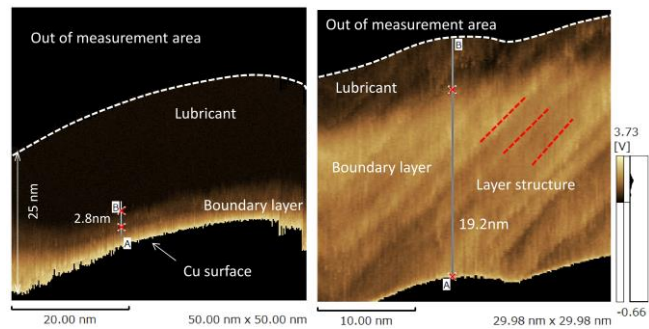 Out of measurement area
Lubricant
25 nm
B
2.8nm
Boundary layer
A
Cu surface
20.00 nm
50.00 nm x 50.00 nm
Out of measurement area
B
Lubricant
Boundary layer
Layer structure
19.2nm
A
10.00 nm
29.98 nm x 29.98 nm
3.73
[V]
-0.66